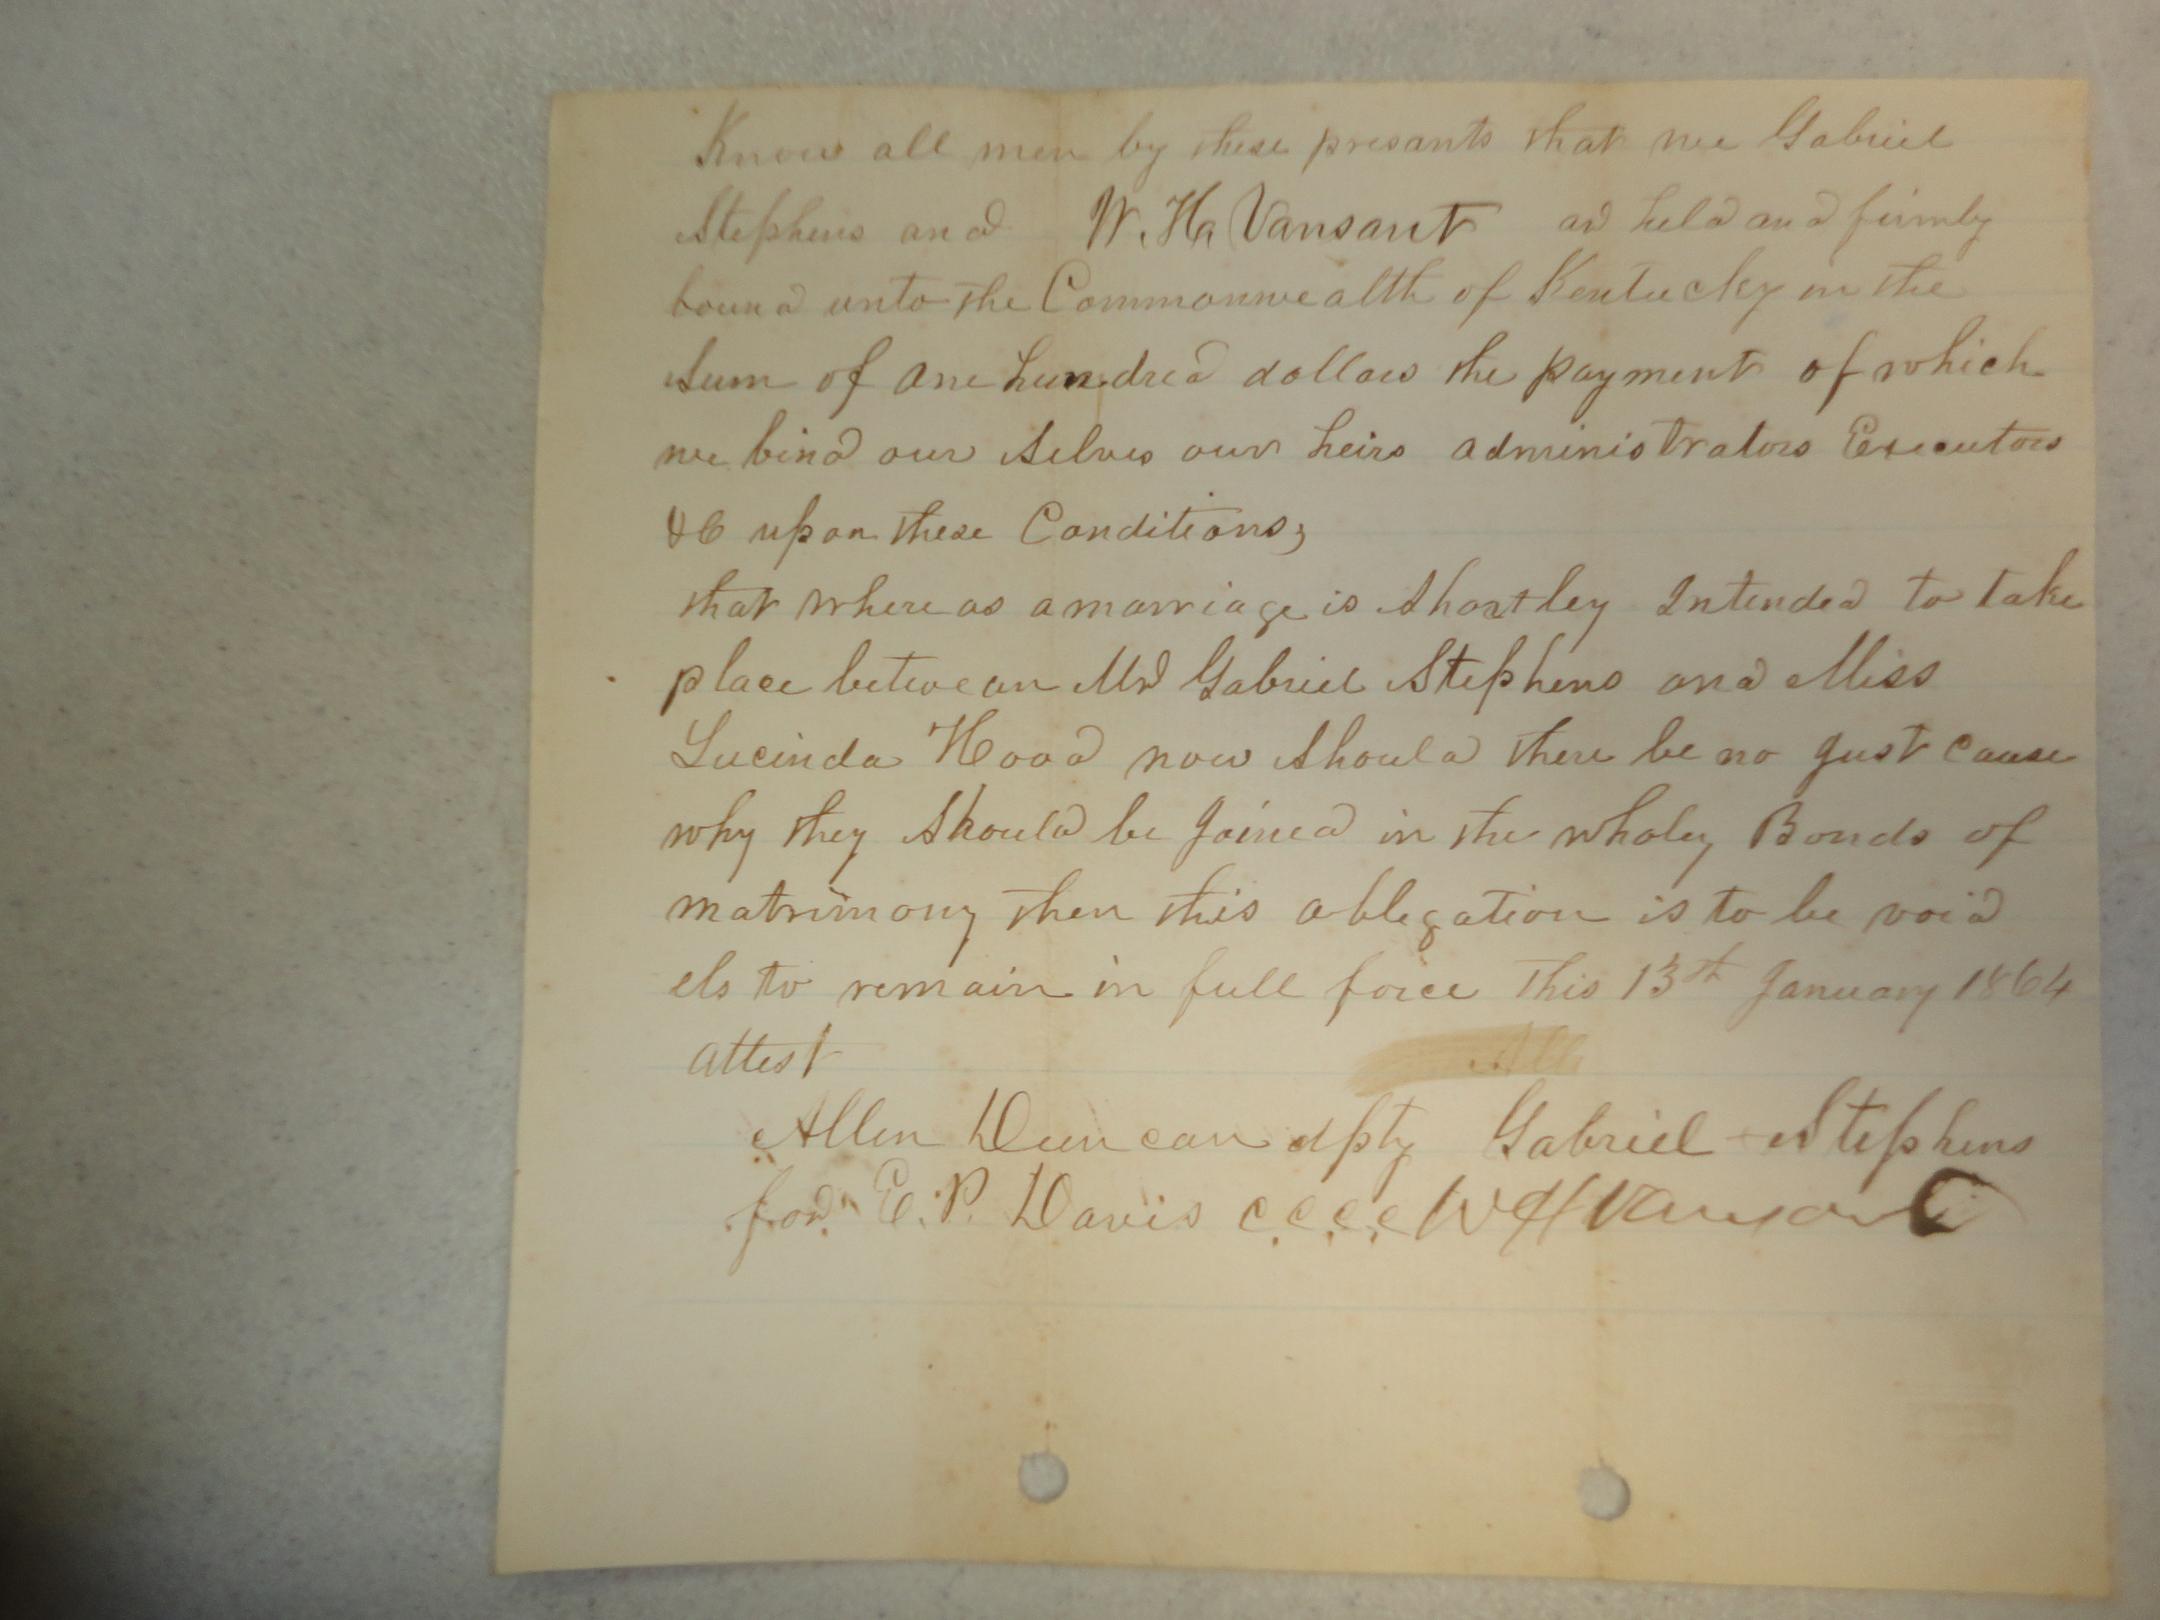 Know all men by these presants that we Gabriel
Stephens and W. H. Vansant ar held and firmly
bound unto the Commonwealth of Kentucky in the
Sum of one hundred dollars the payment of which
we bind our Selves our heirs administrators Executors
&C upon these Conditions;
that where as a marriage is Shortley Intended to take
place between Mr Gabriel Stephens and Miss
Lucinda Hood now Should there be no just cause
why they Should be joined in the wholey Bonds of
matrimony then this oblegation is to be void
els to remain in full force This 13th January 1864
attest
Allen Duncan dpty Gabriel Stephens
for E. P. Davis c.c.c.c W H Vansant